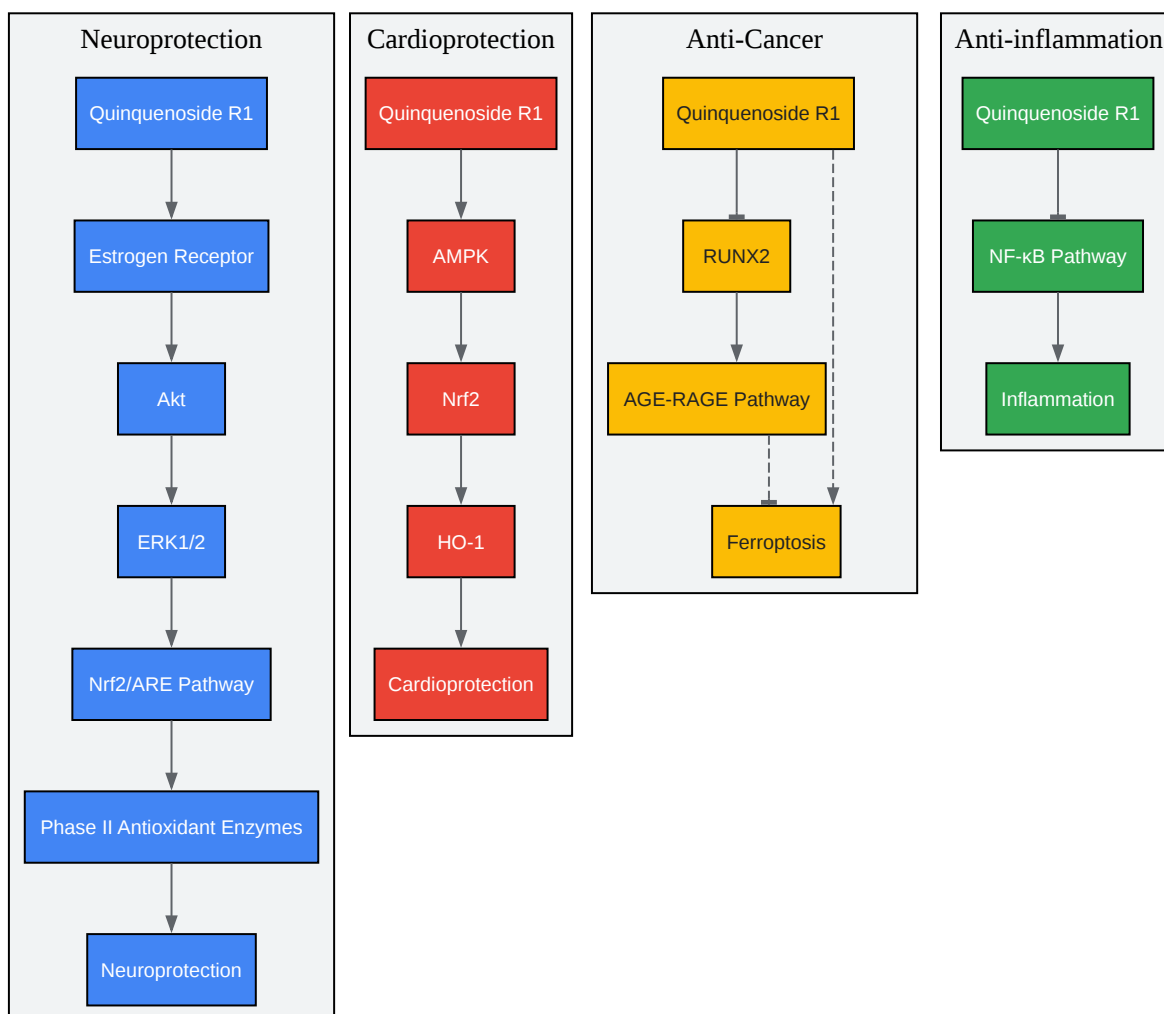 Neuroprotection
Quinquenoside R1
Estrogen Receptor
Akt
ERK1/2
Nrf2/ARE Pathway
Phase II Antioxidant Enzymes
Neuroprotection
Cardioprotection
Quinquenoside R1
AMPK
Nrf2
HO-1
Cardioprotection
Anti-Cancer
Quinquenoside R1
RUNX2
AGE-RAGE Pathway
Ferroptosis
Anti-inflammation
Quinquenoside R1
NF-κB Pathway
Inflammation